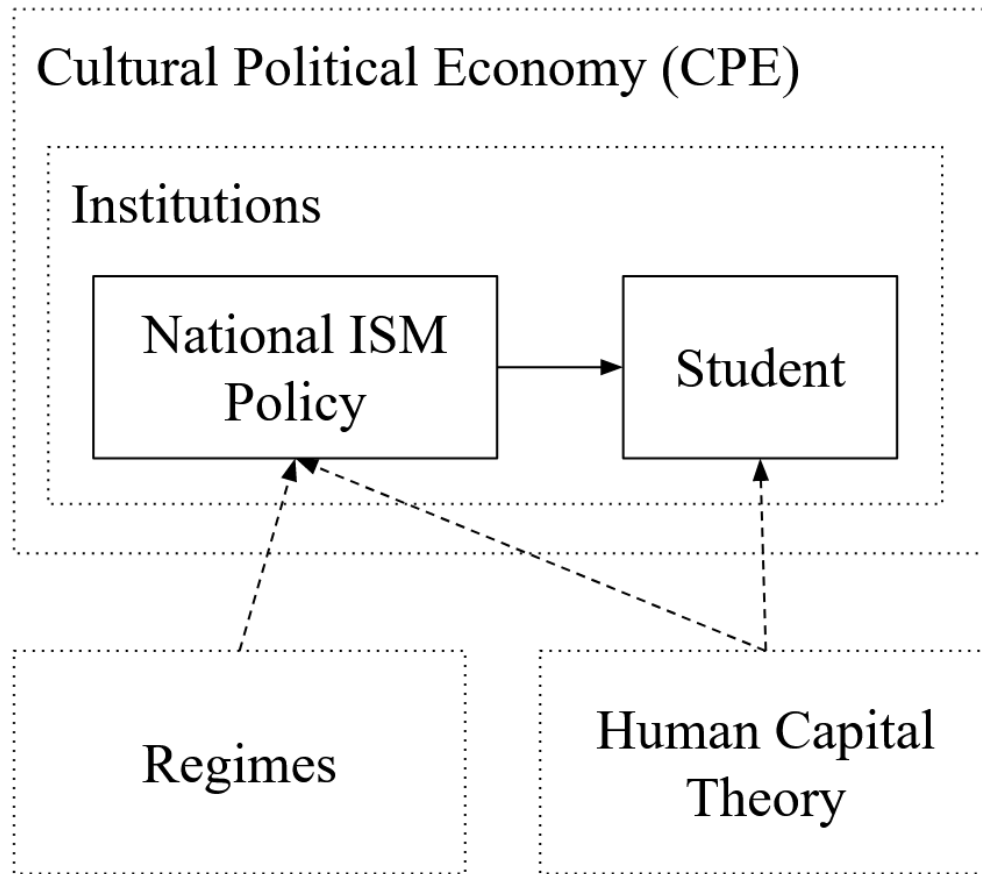 Cultural Political Economy (CPE)
Institutions
National ISM
Policy
Student
Regimes
Human Capital
Theory